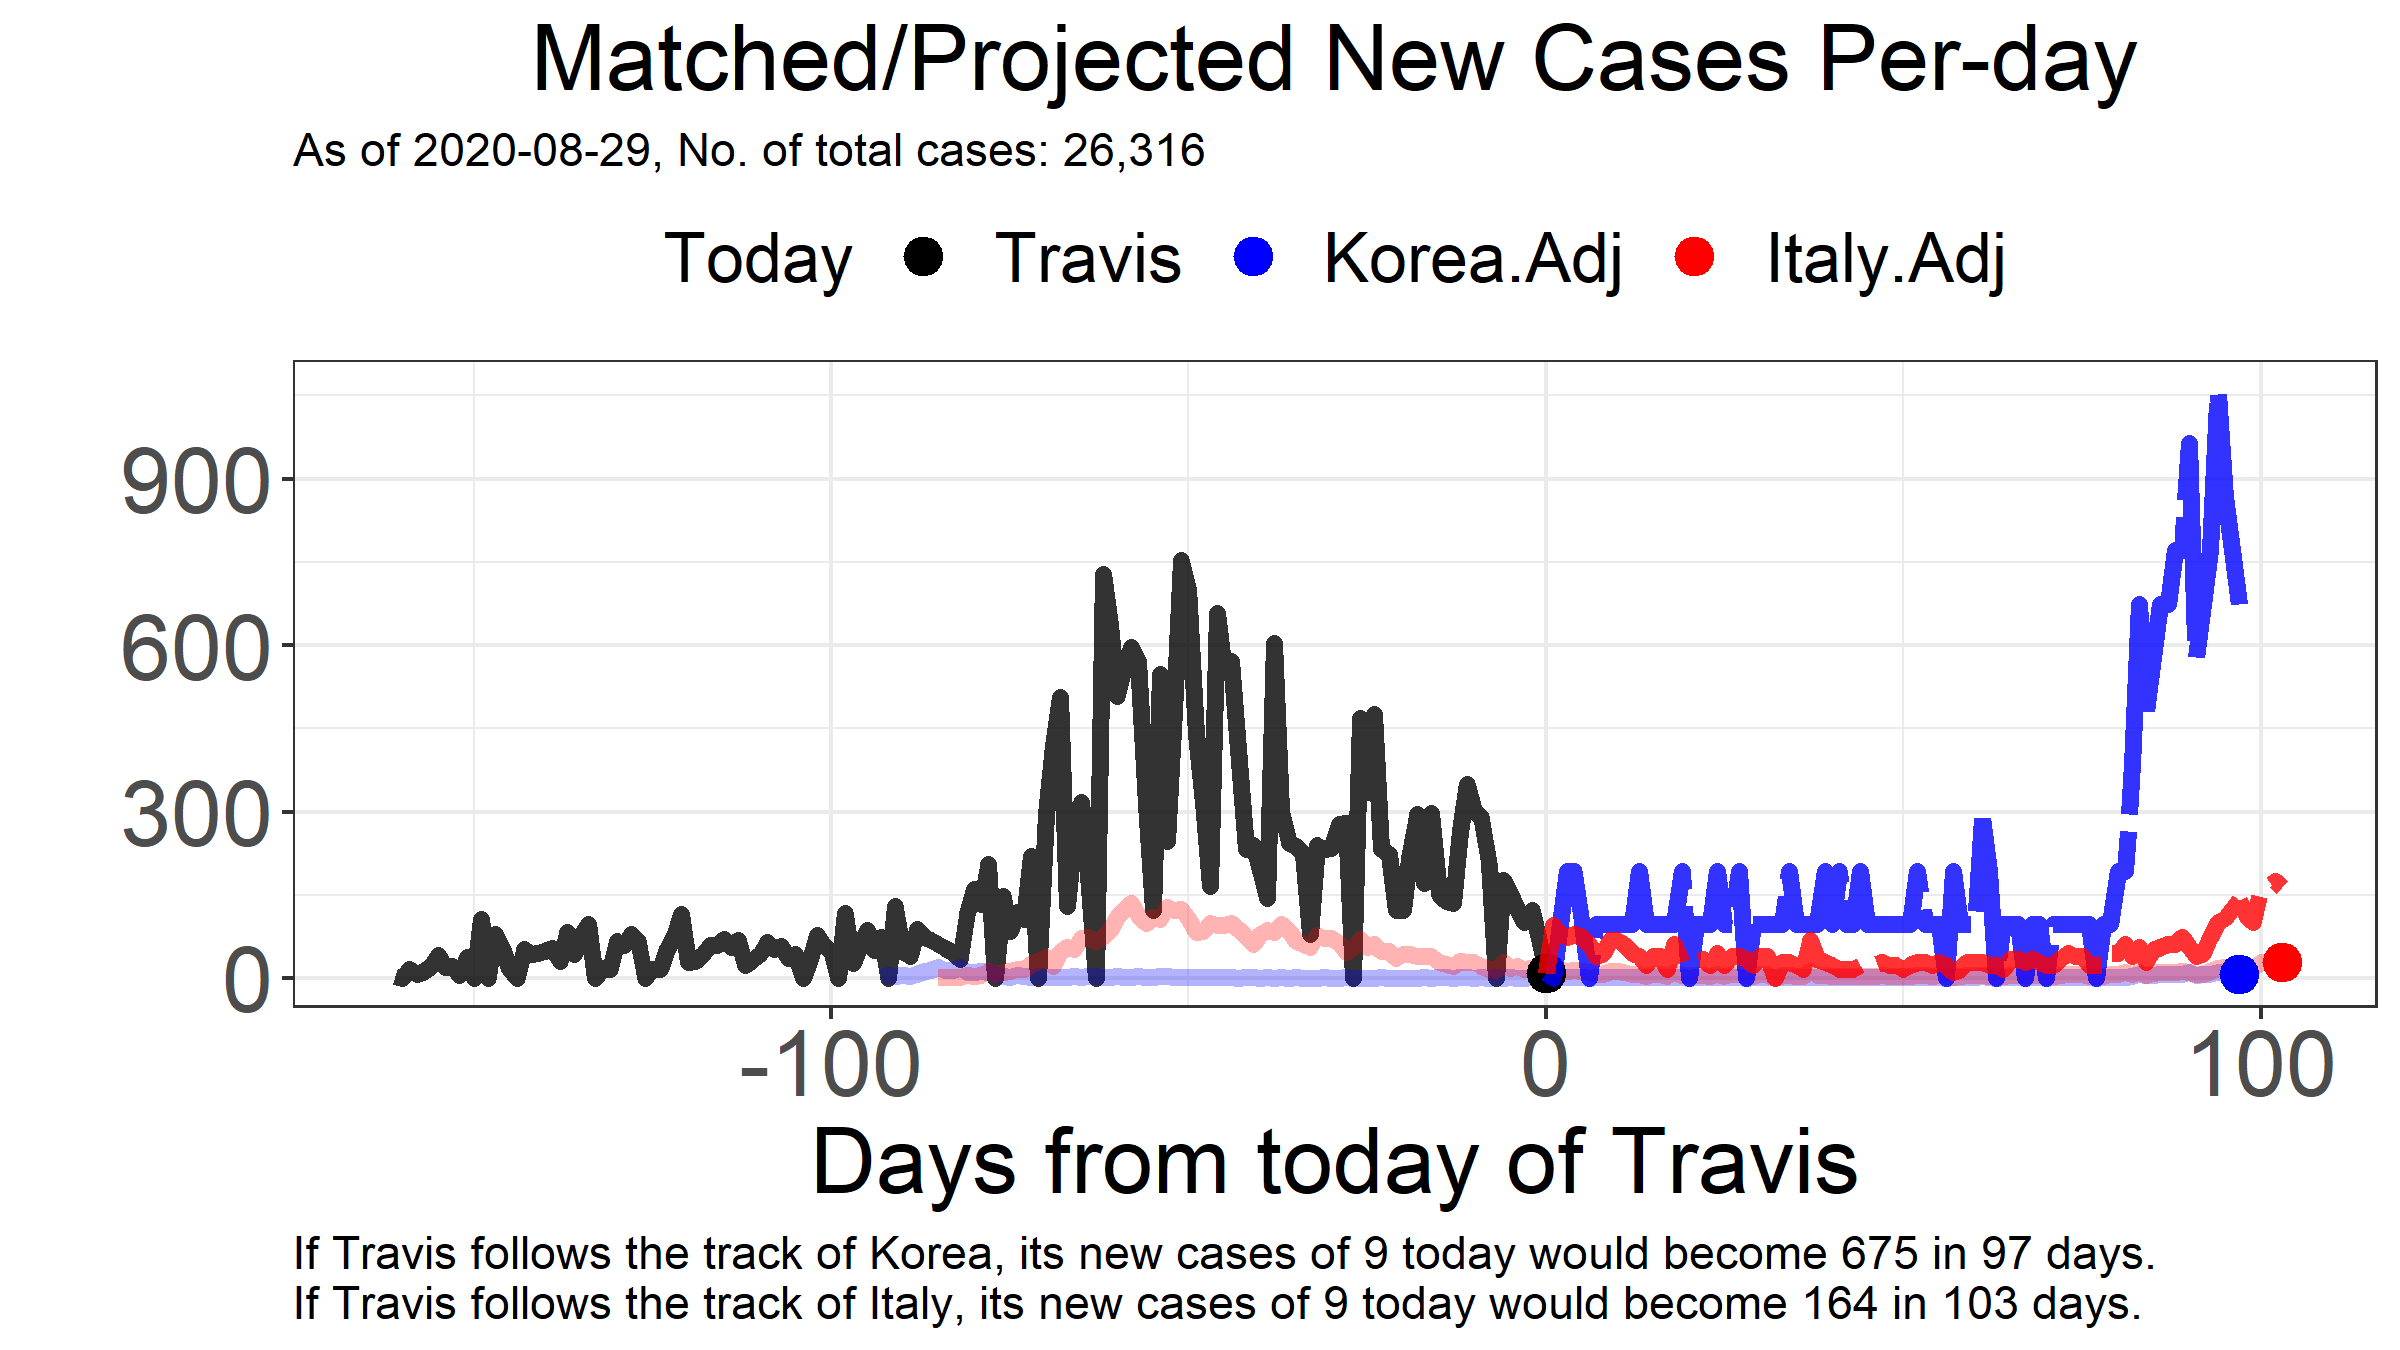 Matched/Projected New Cases Per-day
As of 2020-08-29, No. of total cases: 26,316
Today Travis Korea.Adj Italy.Adj
900
600
300
0
-100 0 100
Days from today of Travis
If Travis follows the track of Korea, its new cases of 9 today would become 675 in 97 days.
If Travis follows the track of Italy, its new cases of 9 today would become 164 in 103 days.